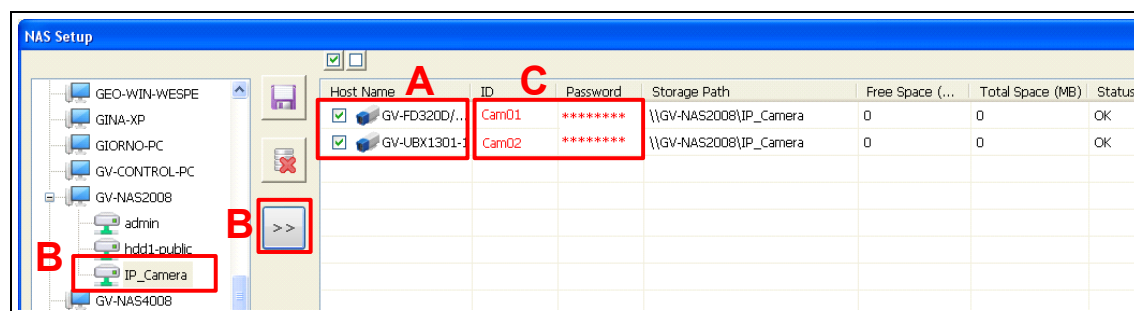 NAS Setup
GEO-WIN-WESPE
GINA-XP
GIORNO-PC
GV-CONTROL-PC
GV-NAS2008
admin
hdd1-public
IP_Camera
GV-NAS4008
B
B
>>
A
C
Host Name ID Password Storage Path Free Space (... Total Space (MB) Status
GV-FD320D/... Cam01 ******** \\GV-NAS2008\IP_Camera 0 0 OK
GV-UBX1301-1 Cam02 ******** \\GV-NAS2008\IP_Camera 0 0 OK